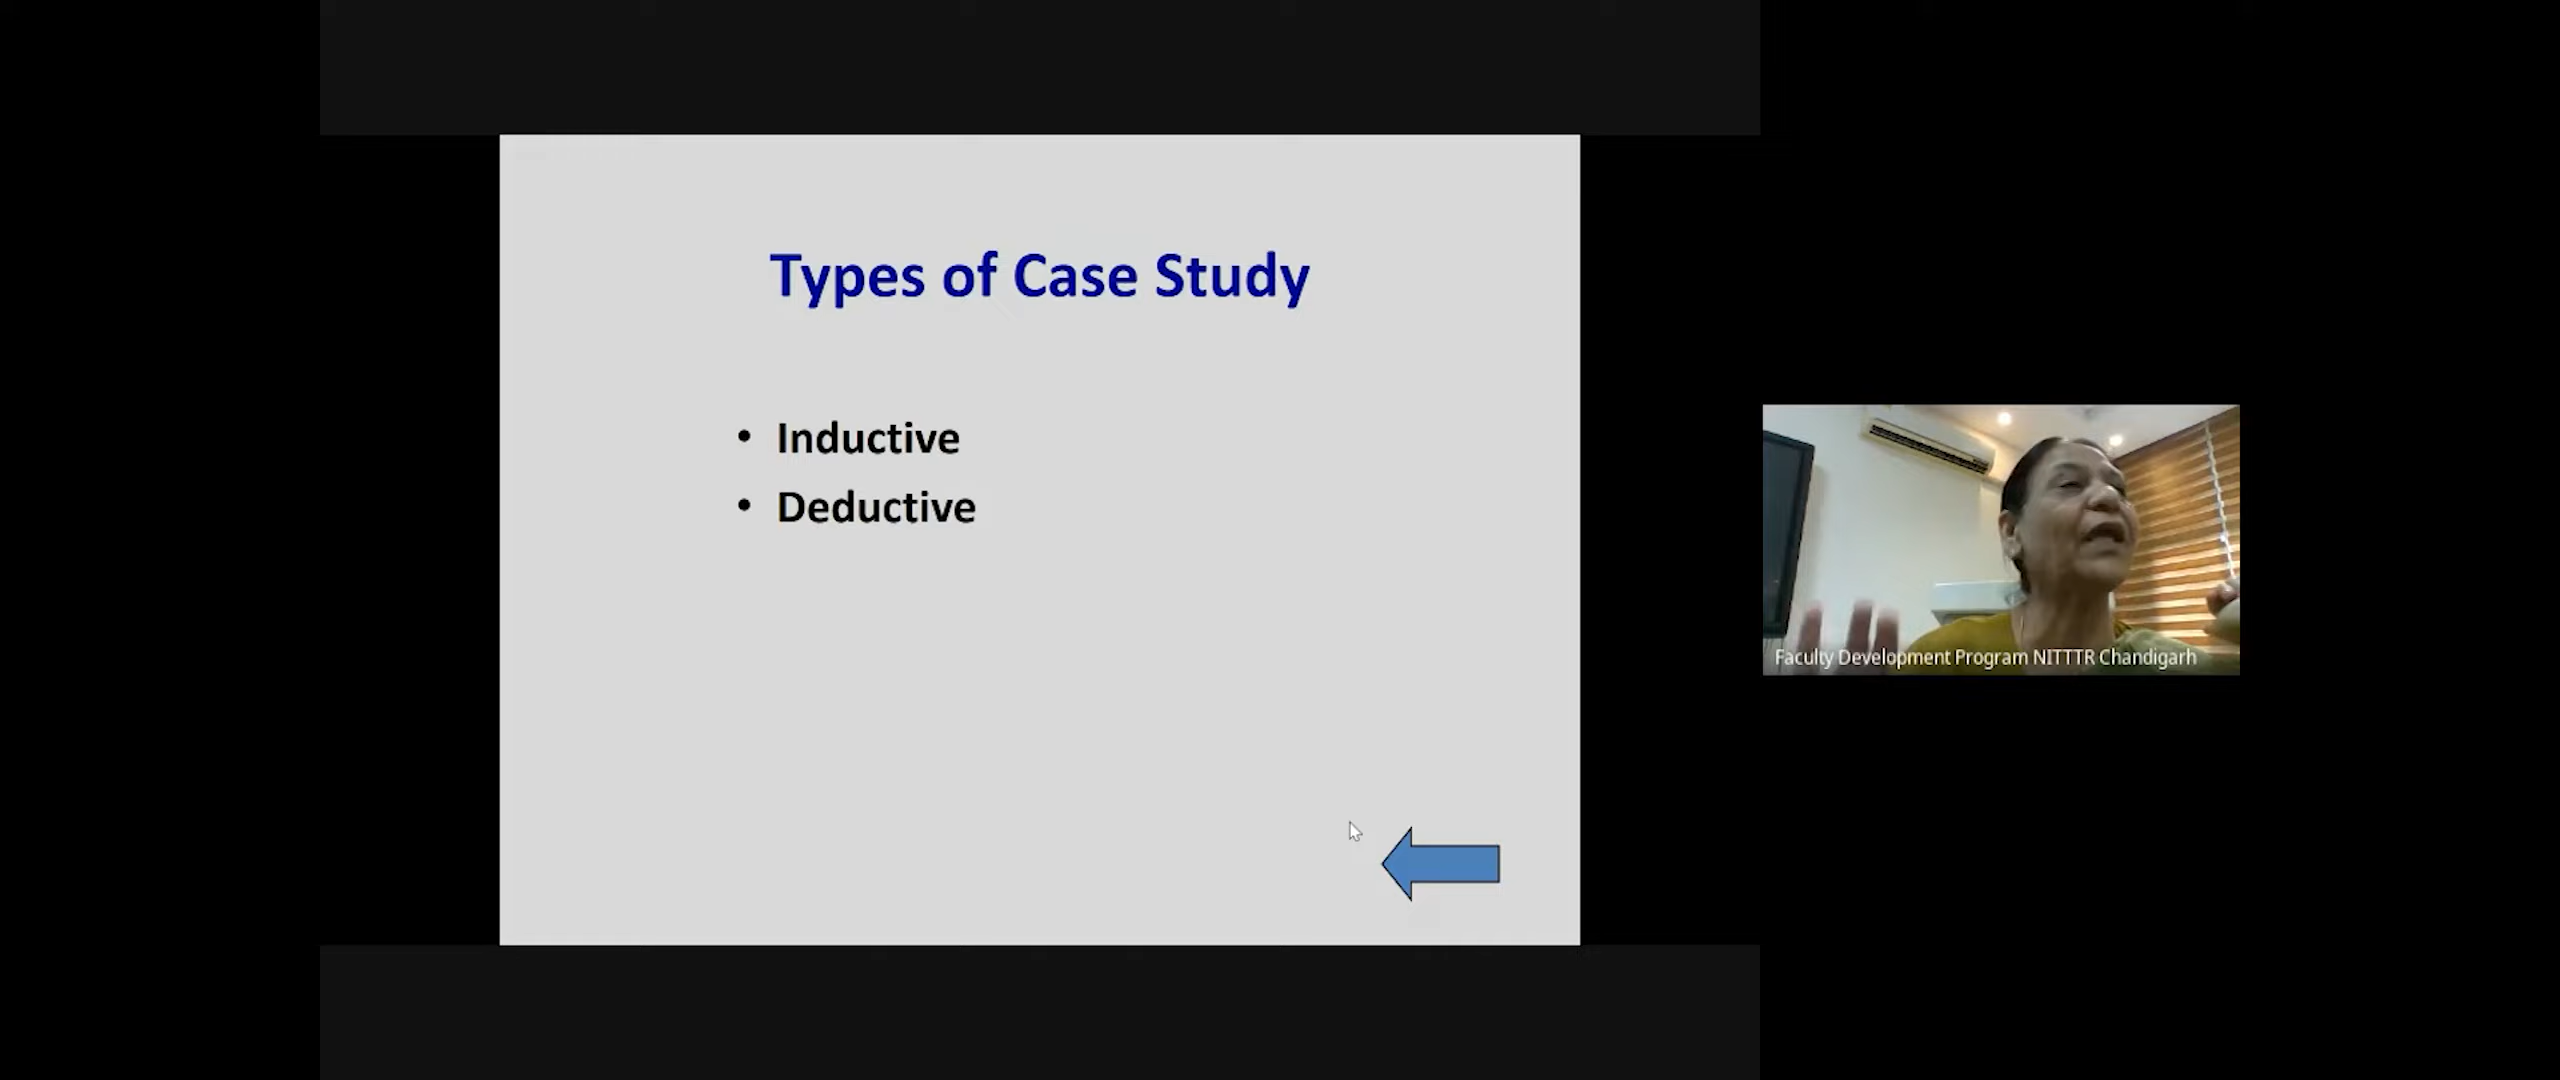 Types of Case Study
• Inductive
• Deductive
Faculty Development Program NITTTR Chandigarh